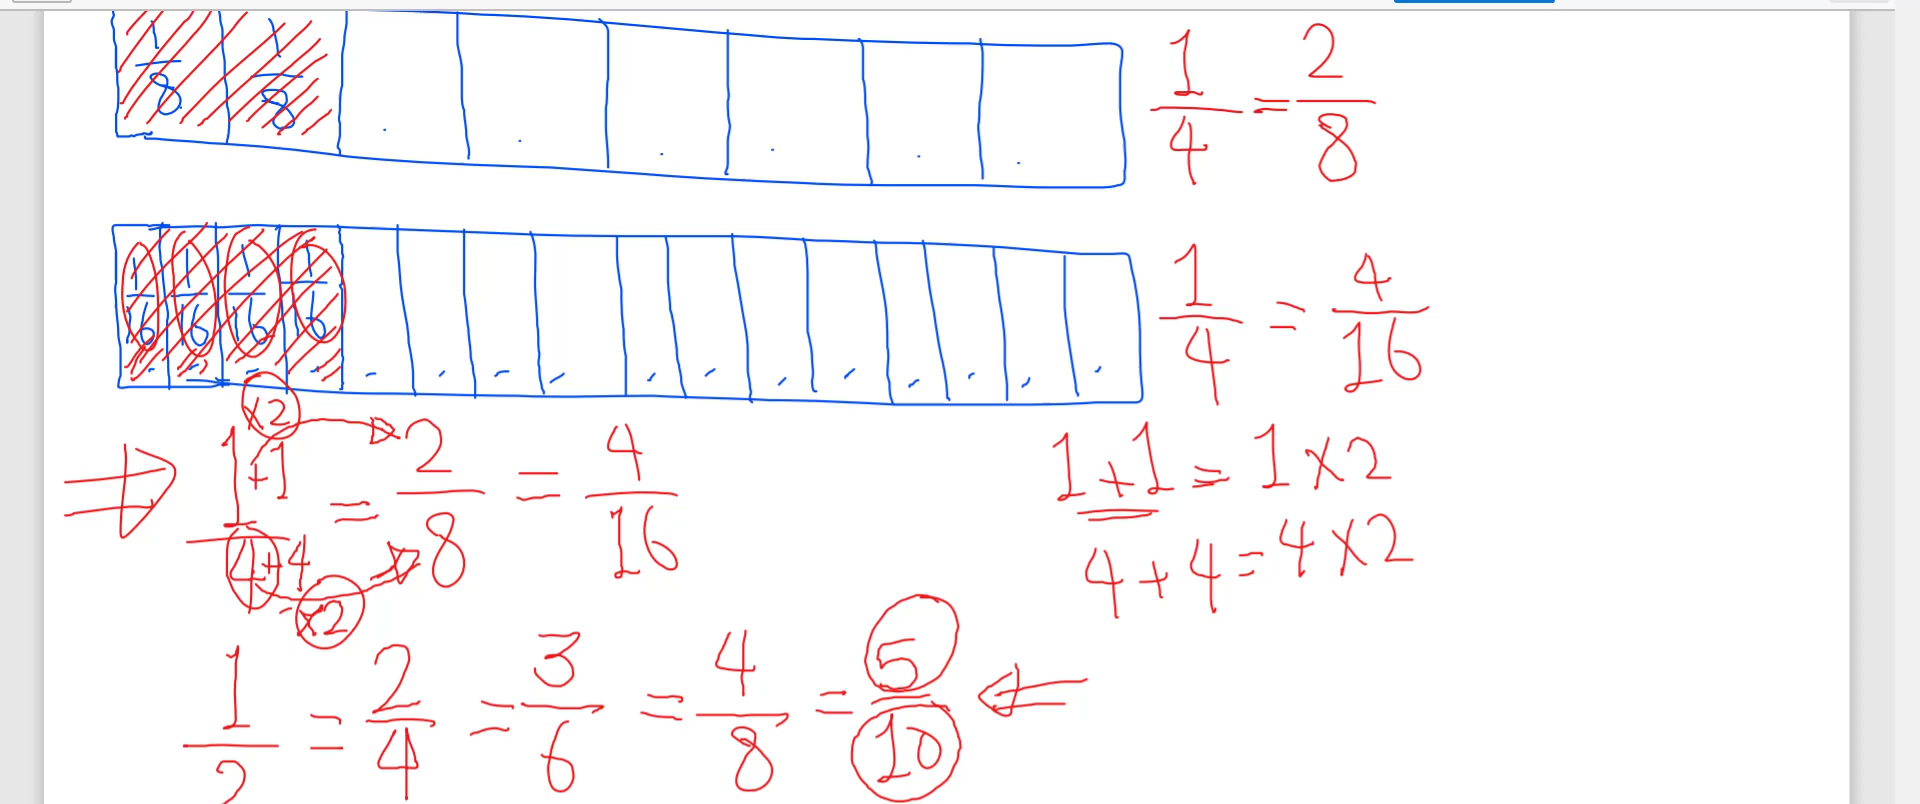 1/8 1/8
1/4 = 2/8
1/16 1/16 1/16 1/16
1/4 = 4/16
×2
1+1/4+4 = 2/8 = 4/16
×2
1+1=1×2
4+4=4×2
1/2 = 2/4 = 3/6 = 4/8 = 5/10